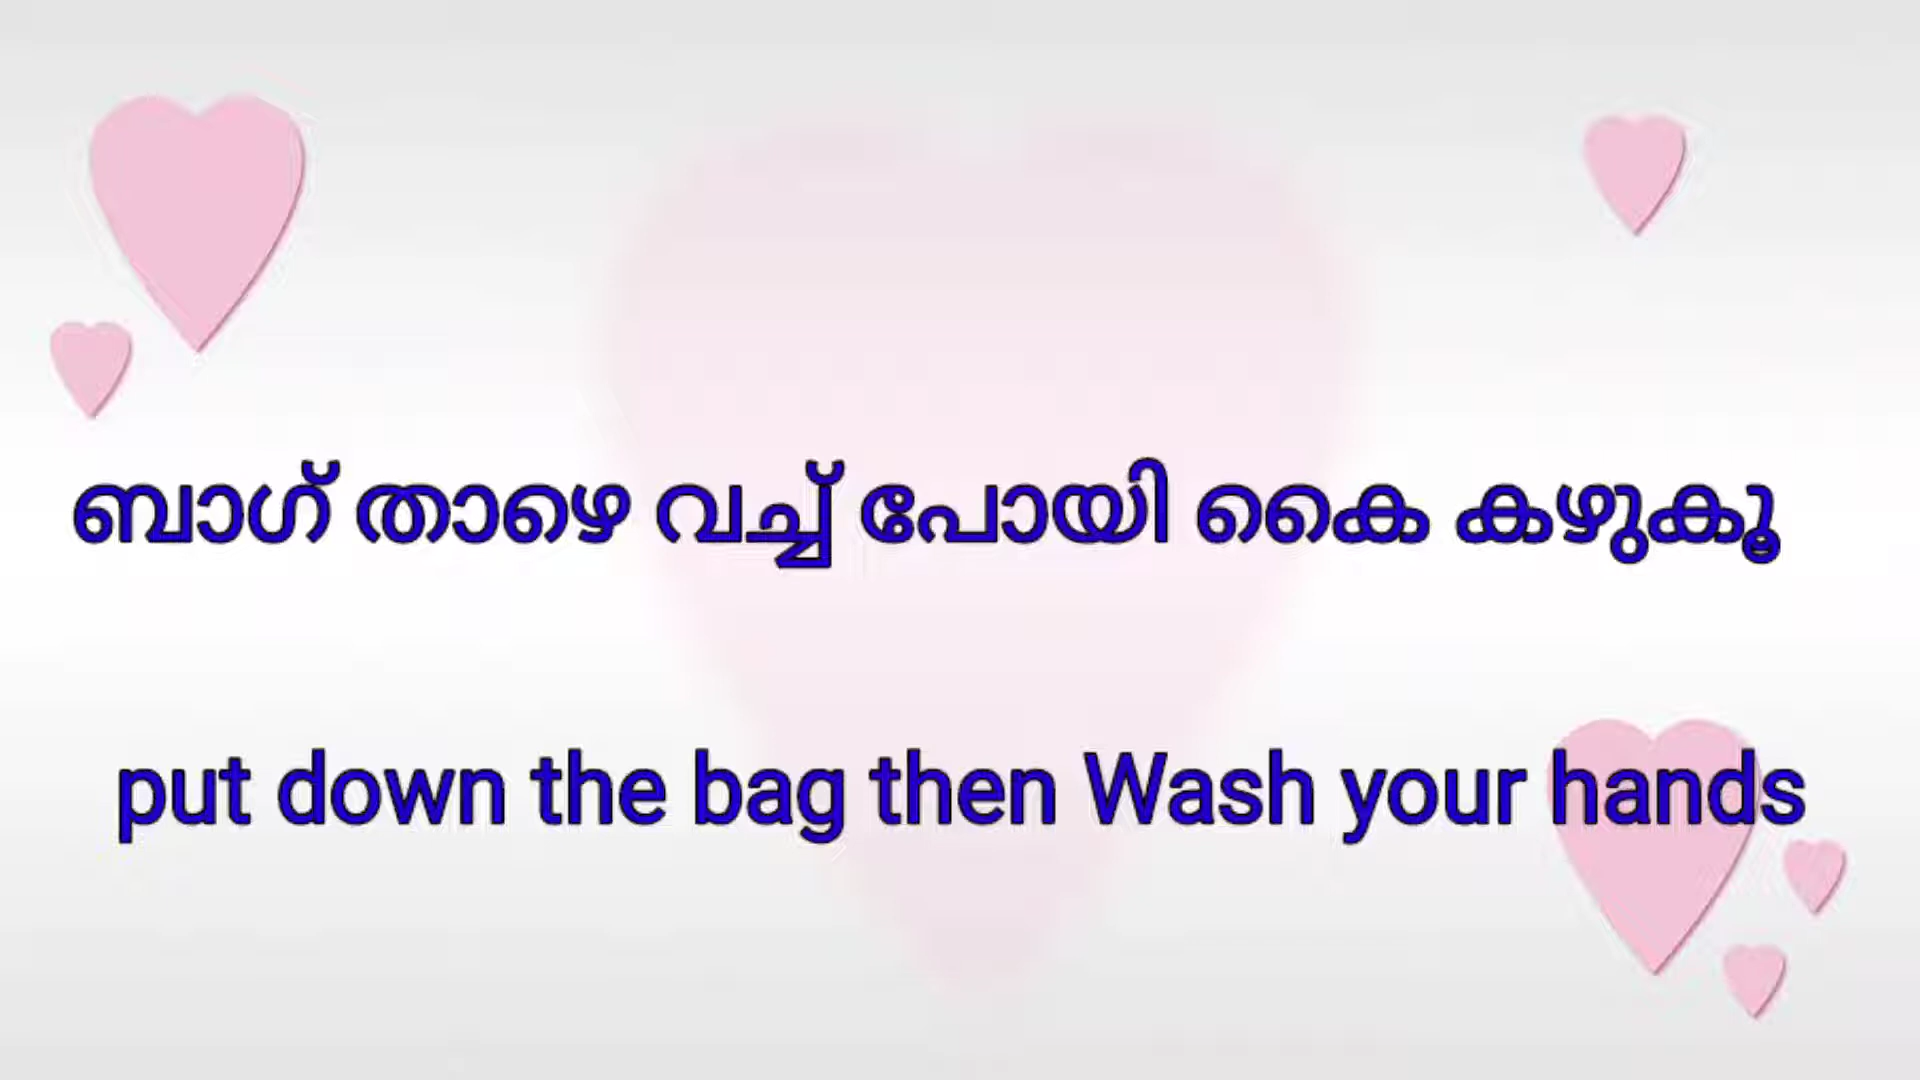 ബാഗ് താഴെ വച്ച് പോയി കൈ കഴുകൂ
put down the bag then Wash your hands